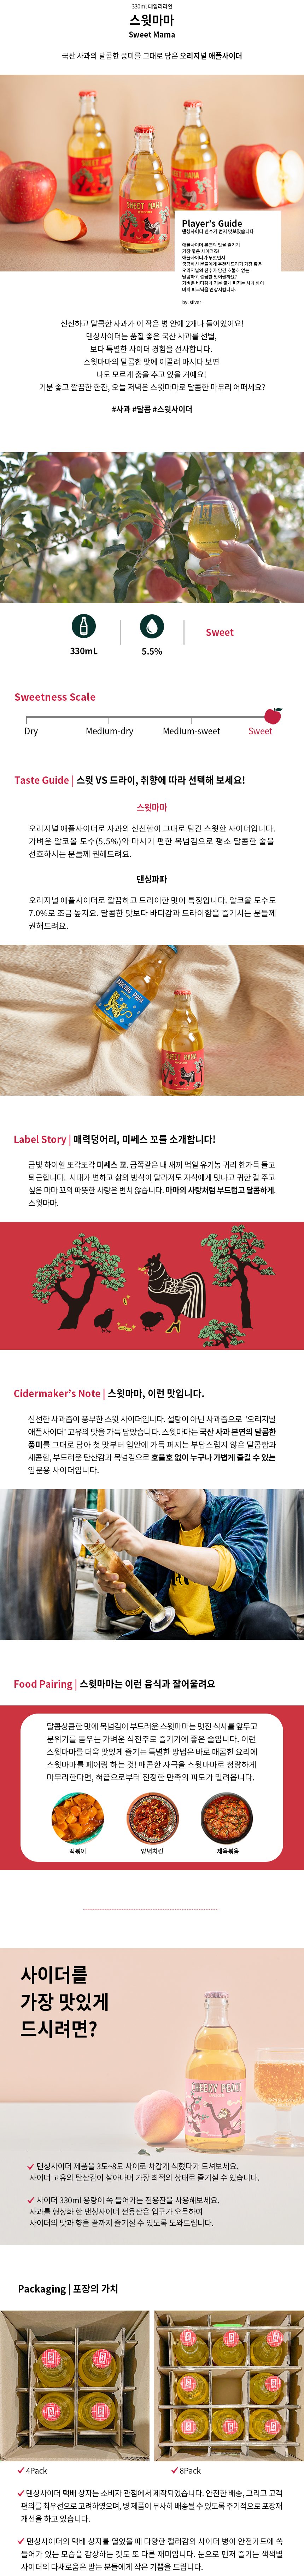 330ml 데일리라인
스윗마마
Sweet Mama
국산 사과의 달콤한 풍미를 그대로 담은 오리지널 애플사이더
SWEET MAMA
Player's Guide
댄싱사이더 선수가 먼저 맛보았습니다
애플사이더 본연의 맛을 즐기기
가장 좋은 사이더죠!
애플사이더가 무엇인지
궁금하신 분들에게 추천해드리기 가장 좋은
오리지널의 진수가 담긴 호불호 없는
달콤하고 깔끔한 맛이랄까요?
가벼운 바디감과 기분 좋게 퍼지는 사과 향이
마치 피크닉을 연상시킵니다.
by. silver
신선하고 달콤한 사과가 이 작은 병 안에 2개나 들어있어요!
댄싱사이더는 품질 좋은 국산 사과를 선별,
보다 특별한 사이더 경험을 선사합니다.
스윗마마의 달콤한 맛에 이끌려 마시다 보면
나도 모르게 춤을 추고 있을 거예요!
기분 좋고 깔끔한 한진, 오늘 저녁은 스윗마마로 달콤한 마무리 어떠세요?
#사과 #달콤 #스윗사이더
330mL
5.5%
Sweet
Sweetness Scale
Dry
Medium-dry
Medium-sweet
Sweet
Taste Guide | 스윗 VS 드라이, 취향에 따라 선택해 보세요!
스윗마마
오리지널 애플사이더로 사과의 신선함이 그대로 담긴 스윗한 사이더입니다.
가벼운 알코올 도수(5.5%)와 마시기 편한 목넘김으로 평소 달콤한 술을
선호하시는 분들께 권해드려요.
댄싱파파
오리지널 애플사이더로 깔끔하고 드라이한 맛이 특징입니다. 알코올 도수도
7.0%로 조금 높지요. 달콤한 맛보다 바디감과 드라이함을 즐기시는 분들께
권해드려요.
DANCING PAPA
SWEET MAMA
Label Story | 매력덩어리, 미쎄스 꼬를 소개합니다!
금빛 하이힐 또각또각 미쎄스 꼬. 금쪽같은 내 새끼 먹일 유기농 귀리 한가득 들고
퇴근합니다. 시대가 변하고 삶의 방식이 달라져도 자식에게 맛나고 귀한 걸 주고
싶은 마마 꼬의 따뜻한 사랑은 변치 않습니다. 마마의 사랑처럼 부드럽고 달콤하게.
스윗마마.
Cidermaker's Note | 스윗마마, 이런 맛입니다.
신선한 사과즙이 풍부한 스윗 사이더입니다. 설탕이 아닌 사과즙으로 '오리지널
애플사이더' 고유의 맛을 가득 담았습니다. 스윗마마는 국산 사과 본연의 달콤한
풍미를 그대로 담아 첫 맛부터 입안에 가득 퍼지는 부담스럽지 않은 달콤함과
새콤함, 부드러운 탄산감과 목넘김으로 호불호 없이 누구나 가볍게 즐길 수 있는
입문용 사이더입니다.
Food Pairing | 스윗마마는 이런 음식과 잘어울려요
달콤상큼한 맛에 목넘김이 부드러운 스윗마마는 멋진 식사를 앞두고
분위기를 돋우는 가벼운 식전주로 즐기기에 좋은 술입니다. 이런
스윗마마를 더욱 맛있게 즐기는 특별한 방법은 바로 매콤한 요리에
스윗마마를 페어링 하는 것! 매콤한 자극을 스윗마로 청량하게
마무리한다면, 혀끝으로부터 진정한 만족의 파도가 밀려옵니다.
떡볶이
양념치킨
제육볶음
사이더를
가장 맛있게
드시려면?
CHEEKY PEACH
댄싱사이더 제품을 3도~8도 사이로 차갑게 식혔다가 드셔보세요.
사이더 고유의 탄산감이 살아나며 가장 최적의 상태로 즐기실 수 있습니다.
사이더 330ml 용량이 쏙 들어가는 전용잔을 사용해보세요.
사과를 형상화 한 댄싱사이더 전용잔은 입구가 오목하여
사이더의 맛과 향을 끝까지 즐기실 수 있도록 도와드립니다.
Packaging | 포장의 가치
4Pack
8Pack
댄싱사이더 택배 상자는 소비자 관점에서 제작되었습니다. 안전한 배송, 그리고 고객
편의를 최우선으로 고려하였으며, 병 제품이 무사히 배송될 수 있도록 주기적으로 포장재
개선을 하고 있습니다.
댄싱사이더의 택배 상자를 열었을 때 다양한 컬러감의 사이더 병이 안전가드에 쏙
들어가 있는 모습을 감상하는 것도 또 다른 재미입니다. 눈으로 먼저 즐기는 색색별
사이더의 다채로움은 받는 분들에게 작은 기쁨을 드립니다.